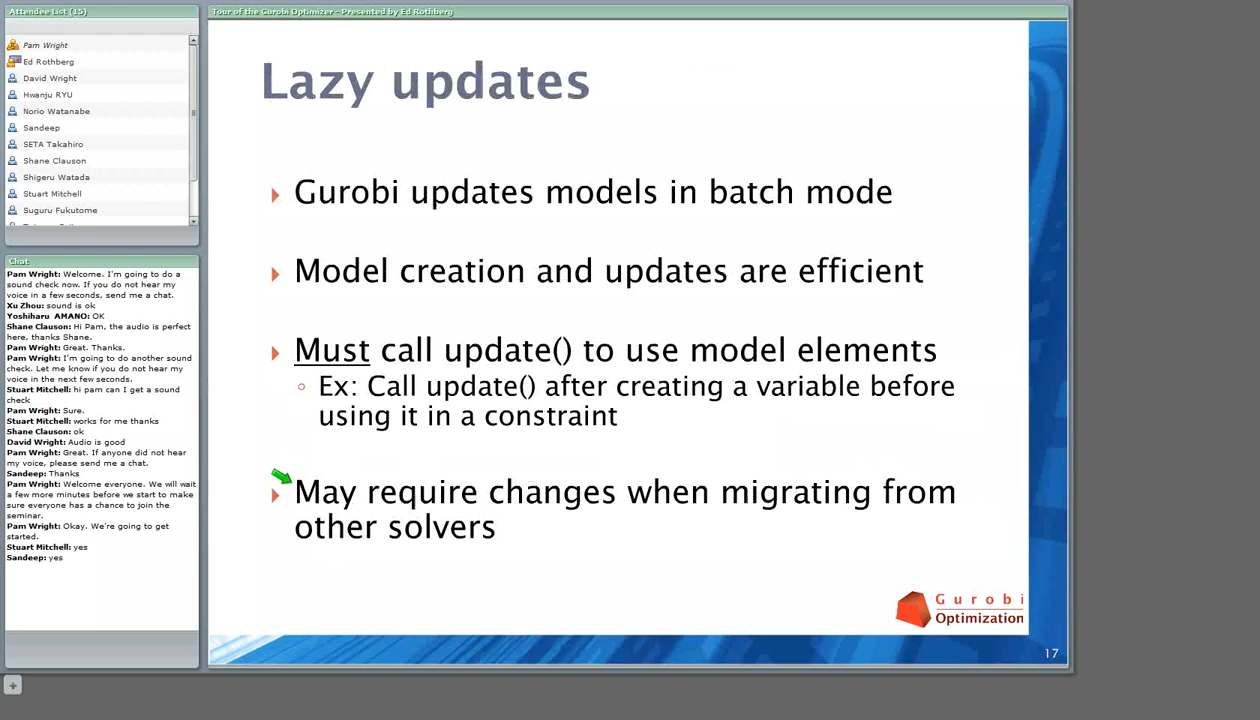 Attendee List (15)
Pam Wright
Ed Rothberg
David Wright
Hwanju RYU
Norio Watanabe
Sandeep
SETA Takahiro
Shane Clauson
Shigeru Watada
Stuart Mitchell
Suguru Fukutome
Chat
Pam Wright: Welcome. I'm going to do a
sound check now. If you do not hear my
voice in a few seconds, send me a chat.
Xu Zhou: sound is ok
Yoshiharu AMANO: OK
Shane Clauson: Hi Pam, the audio is perfect
here, thanks Shane.
Pam Wright: Great. Thanks.
Pam Wright: I'm going to do another sound
check. Let me know if you do not hear my
voice in the next few seconds.
Stuart Mitchell: hi pam can I get a sound
check
Pam Wright: Sure.
Stuart Mitchell: works for me thanks
Shane Clauson: ok
David Wright: Audio is good
Pam Wright: Great. If anyone did not hear
my voice, please send me a chat.
Sandeep: Thanks
Pam Wright: Welcome everyone. We will wait
a few more minutes before we start to make
sure everyone has a chance to join the
seminar.
Pam Wright: Okay. We're going to get
started.
Stuart Mitchell: yes
Sandeep: yes
Tour of the Gurobi Optimizer - Presented by Ed Rothberg
Lazy updates
Gurobi updates models in batch mode
Model creation and updates are efficient
Must call update() to use model elements
Ex: Call update() after creating a variable before
using it in a constraint
May require changes when migrating from
other solvers
Gurobi
Optimization
17